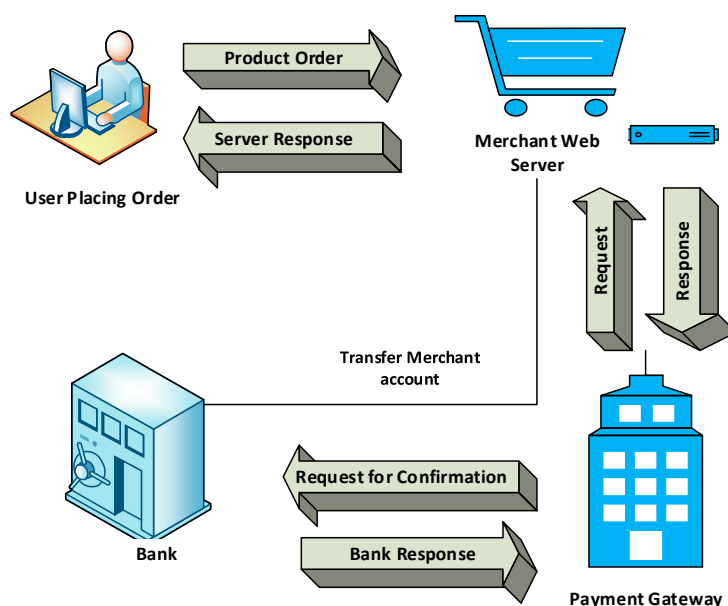 Product Order
Server Response
User Placing Order
Merchant Web
Server
Request
Response
Transfer Merchant
account
Request for Confirmation
Bank Response
Bank
Payment Gateway